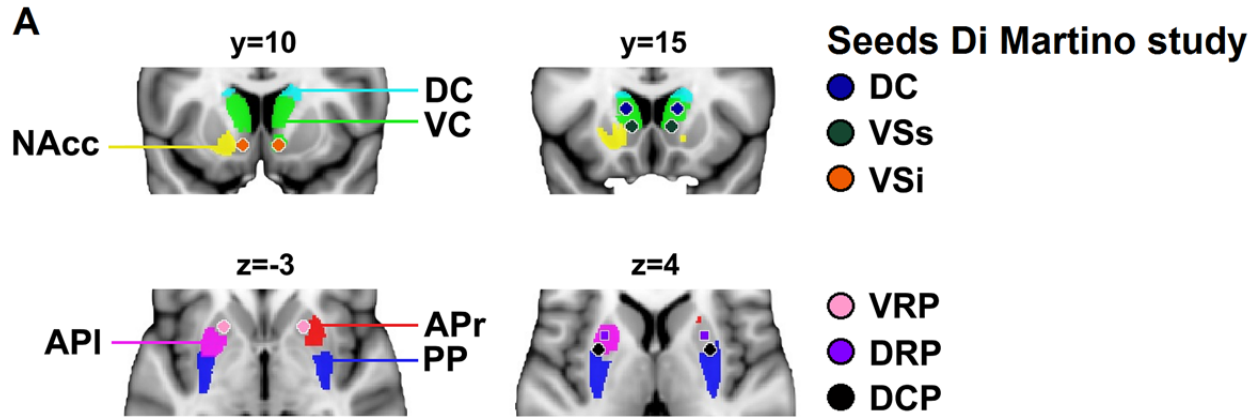 A
y=10
y=15
Seeds Di Martino study
DC
VC
NAcc
DC
VSs
VSi
z=-3
z=4
APl
APr
PP
VRP
DRP
DCP